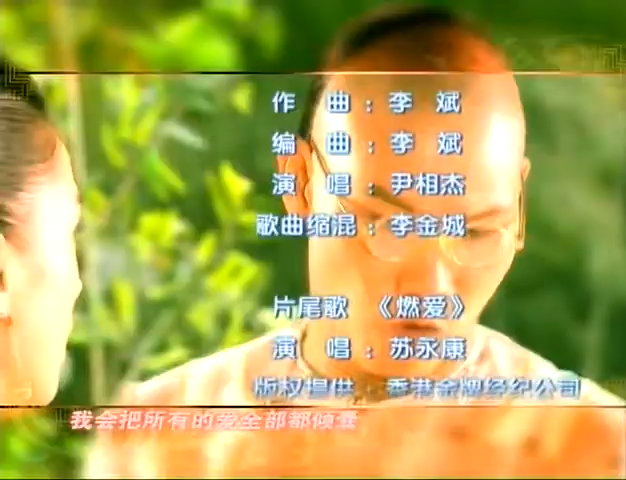 作 曲：李 斌
编 曲：李 斌
演 唱：尹相杰
歌曲缩混：李金城
片尾歌 《燃爱》
演 唱：苏永康
版权提供：香港金牌经纪公司
我会把所有的爱全部都倾囊